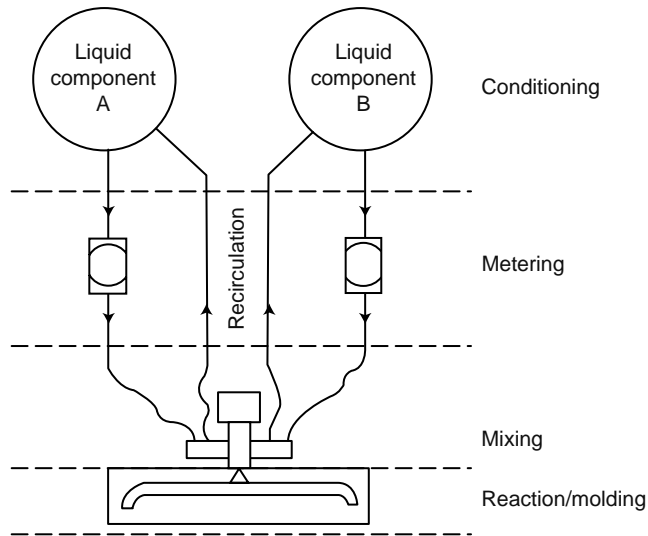 Liquid
component
A
Liquid
component
B
Conditioning
Recirculation
Metering
Mixing
Reaction/molding